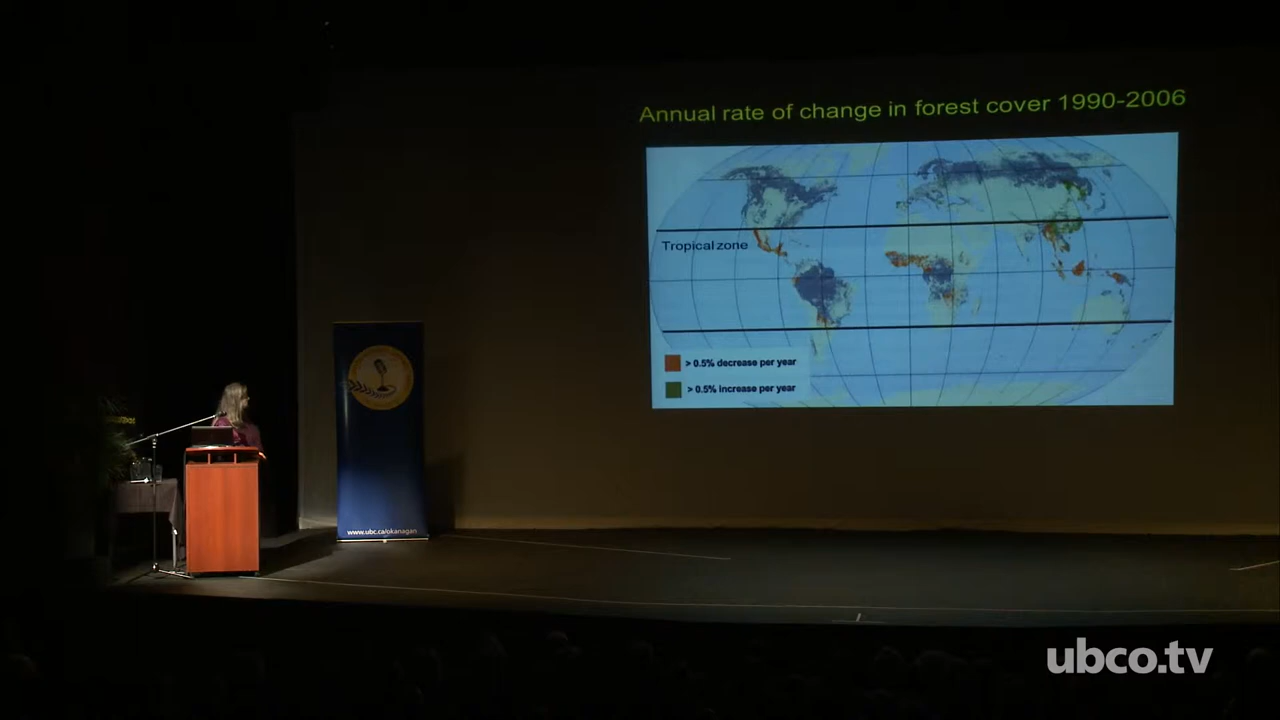 Annual rate of change in forest cover 1990-2006
Tropical zone
> 0.5% decrease per year
> 0.5% increase per year
www.ubc.ca/okanagan
ubco.tv